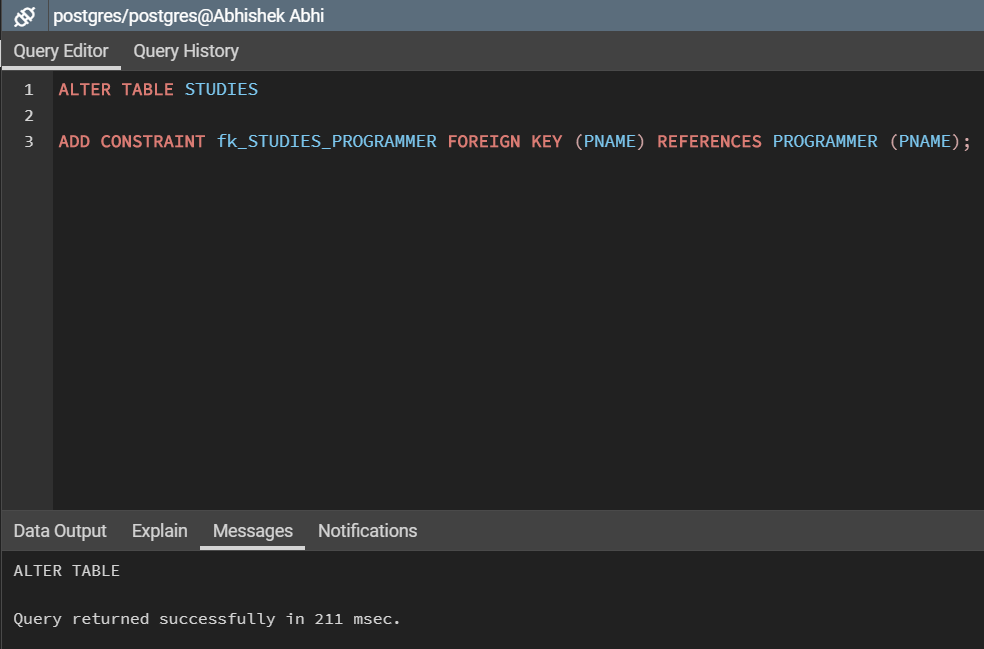 postgres/postgres@Abhishek Abhi
Query Editor Query History
1 ALTER TABLE STUDIES
2
3 ADD CONSTRAINT fk_STUDIES_PROGRAMMER FOREIGN KEY (PNAME) REFERENCES PROGRAMMER (PNAME);
Data Output Explain Messages Notifications
ALTER TABLE
Query returned successfully in 211 msec.